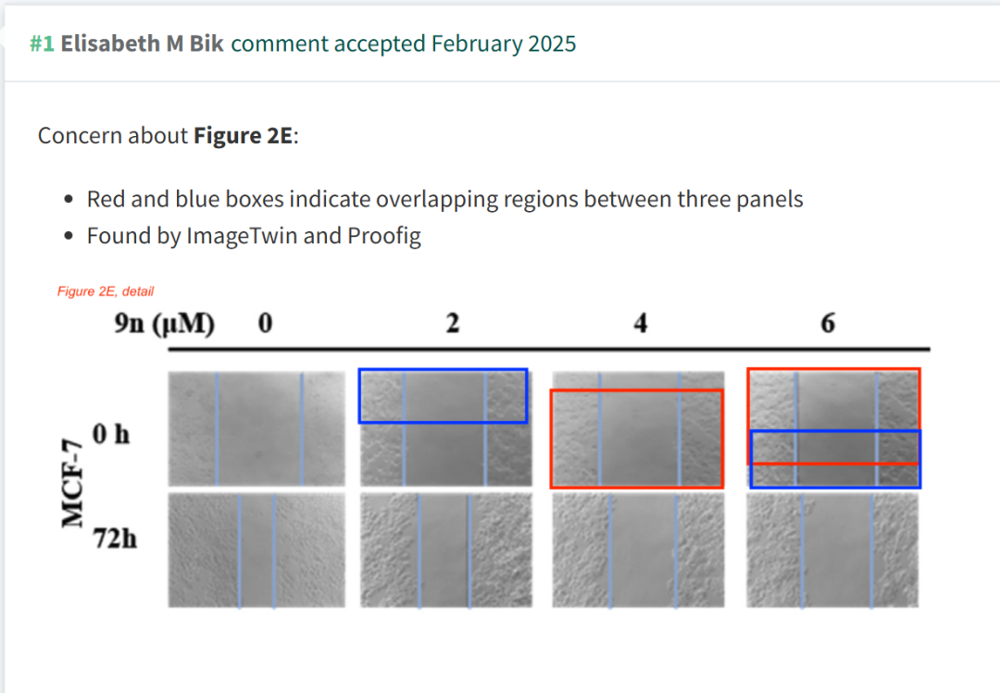 #1 Elisabeth M Bik comment accepted February 2025
Concern about Figure 2E:
• Red and blue boxes indicate overlapping regions between three panels
• Found by ImageTwin and Proofig
Figure 2E, detail
9n (µM) 0 2 4 6
MCF-7
0 h
72h